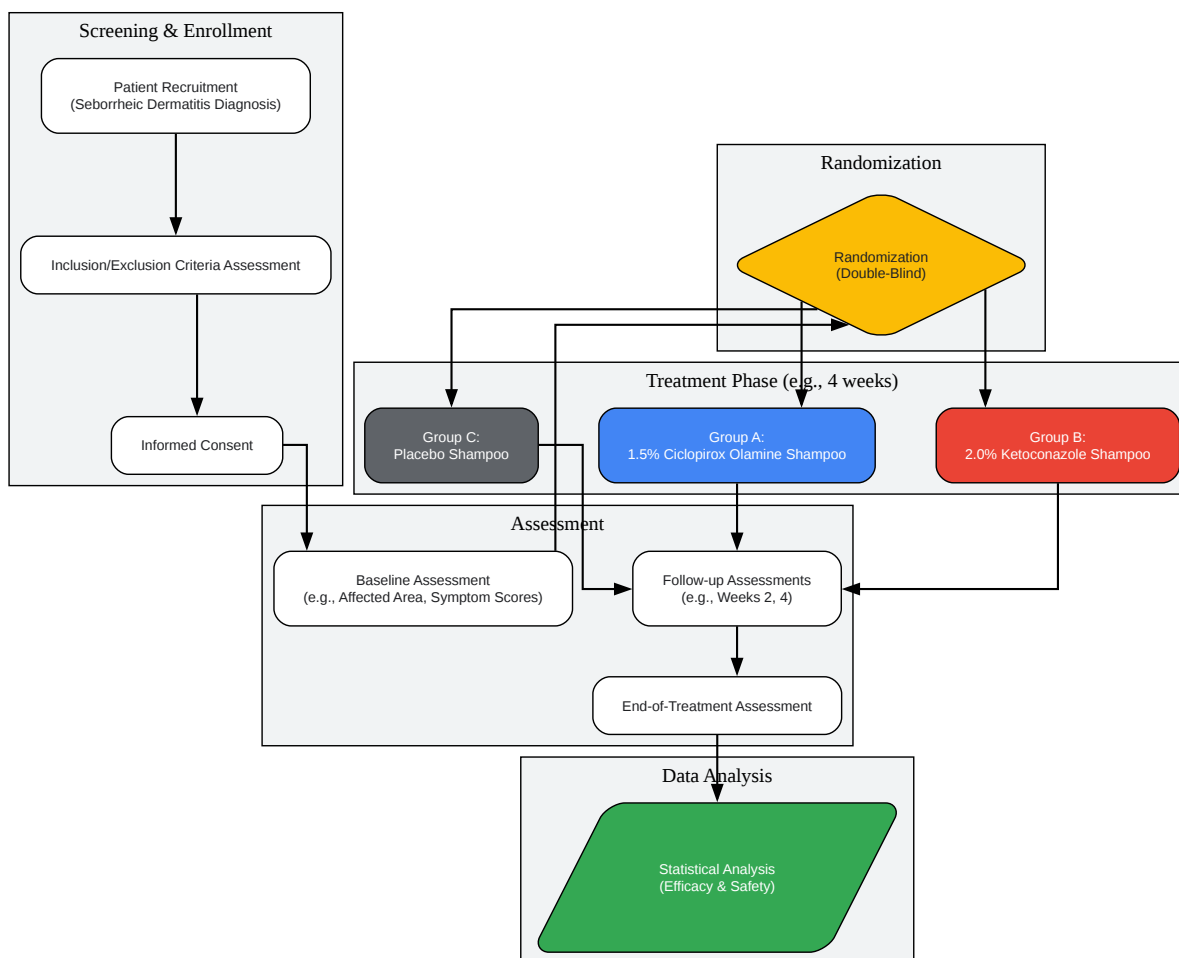 Screening & Enrollment
Patient Recruitment
(Seborrheic Dermatitis Diagnosis)
Inclusion/Exclusion Criteria Assessment
Informed Consent
Randomization
Randomization
(Double-Blind)
Treatment Phase (e.g., 4 weeks)
Group C:
Placebo Shampoo
Group A:
1.5% Ciclopirox Olamine Shampoo
Group B:
2.0% Ketoconazole Shampoo
Assessment
Baseline Assessment
(e.g., Affected Area, Symptom Scores)
Follow-up Assessments
(e.g., Weeks 2, 4)
End-of-Treatment Assessment
Data Analysis
Statistical Analysis
(Efficacy & Safety)